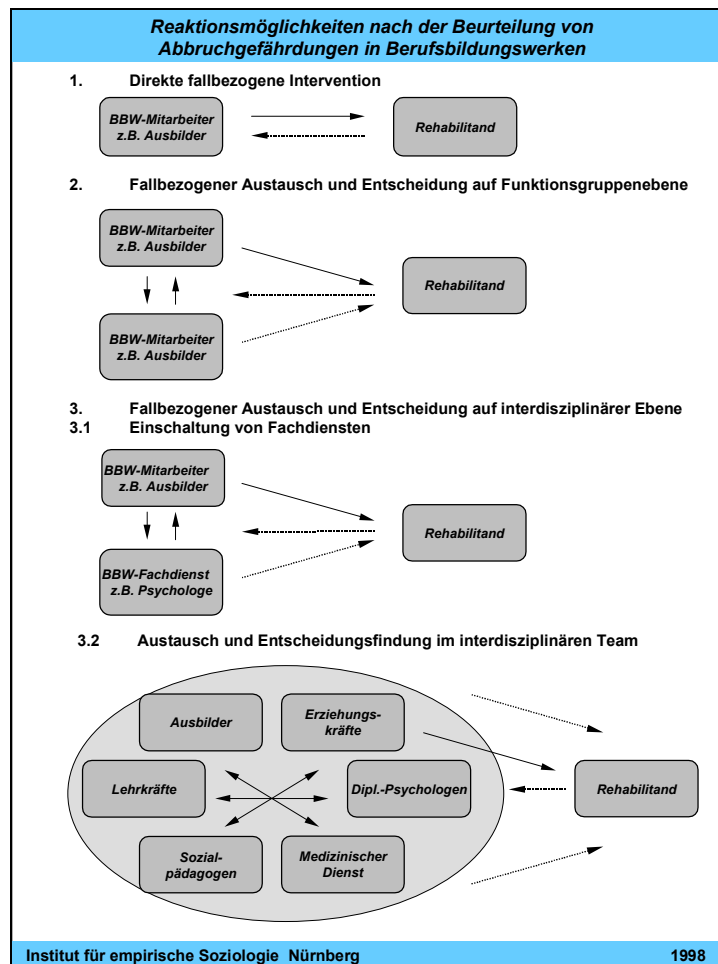 Reaktionsmöglichkeiten nach der Beurteilung von
Abbruchgefährdungen in Berufsbildungswerken
1. Direkte fallbezogene Intervention
BBW-Mitarbeiter
z.B. Ausbilder
Rehabilitand
2. Fallbezogener Austausch und Entscheidung auf Funktionsgruppenebene
BBW-Mitarbeiter
z.B. Ausbilder
Rehabilitand
BBW-Mitarbeiter
z.B. Ausbilder
3. Fallbezogener Austausch und Entscheidung auf interdisziplinärer Ebene
3.1 Einschaltung von Fachdiensten
BBW-Mitarbeiter
z.B. Ausbilder
Rehabilitand
BBW-Fachdienst
z.B. Psychologe
3.2 Austausch und Entscheidungsfindung im interdisziplinären Team
Ausbilder
Erziehungs-
kräfte
Lehrkräfte
Dipl.-Psychologen
Rehabilitand
Sozial-
pädagogen
Medizinischer
Dienst
Institut für empirische Soziologie Nürnberg 1998